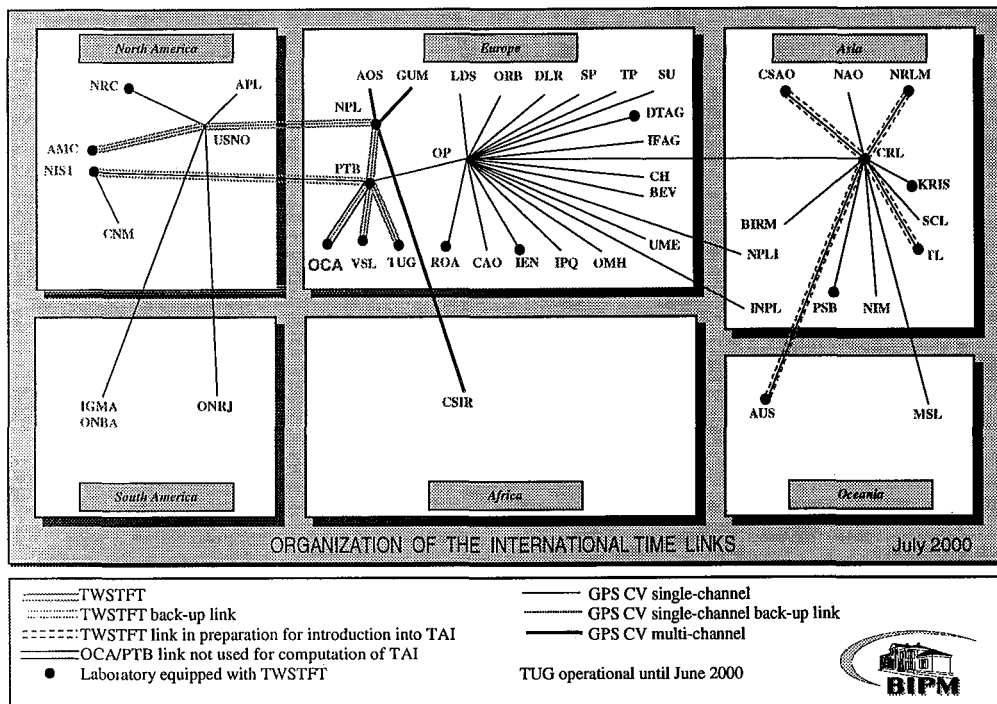 North America
Europe
Asia
NRC
APL
USNO
AMC
NIST
CNM
AOS
GUM
LDS
ORB
DLR
SP
TP
SU
NPL
DTAG
OP
IFAG
PTB
CH
BEV
OCA
VSL
TUG
ROA
CAO
IEN
IPQ
OMH
UME
CSAO
NAO
NRLM
CRL
KRIS
SCL
BIRM
NPLI
TL
INPL
PSB
NIM
IGMA
ONBA
ONRJ
CSIR
AUS
MSL
South America
Africa
Oceania
ORGANIZATION OF THE INTERNATIONAL TIME LINKS
July 2000
TWSTFT
TWSTFT back-up link
TWSTFT link in preparation for introduction into TAI
OCA/PTB link not used for computation of TAI
Laboratory equipped with TWSTFT
GPS CV single-channel
GPS CV single-channel back-up link
GPS CV multi-channel
TUG operational until June 2000
BIPM